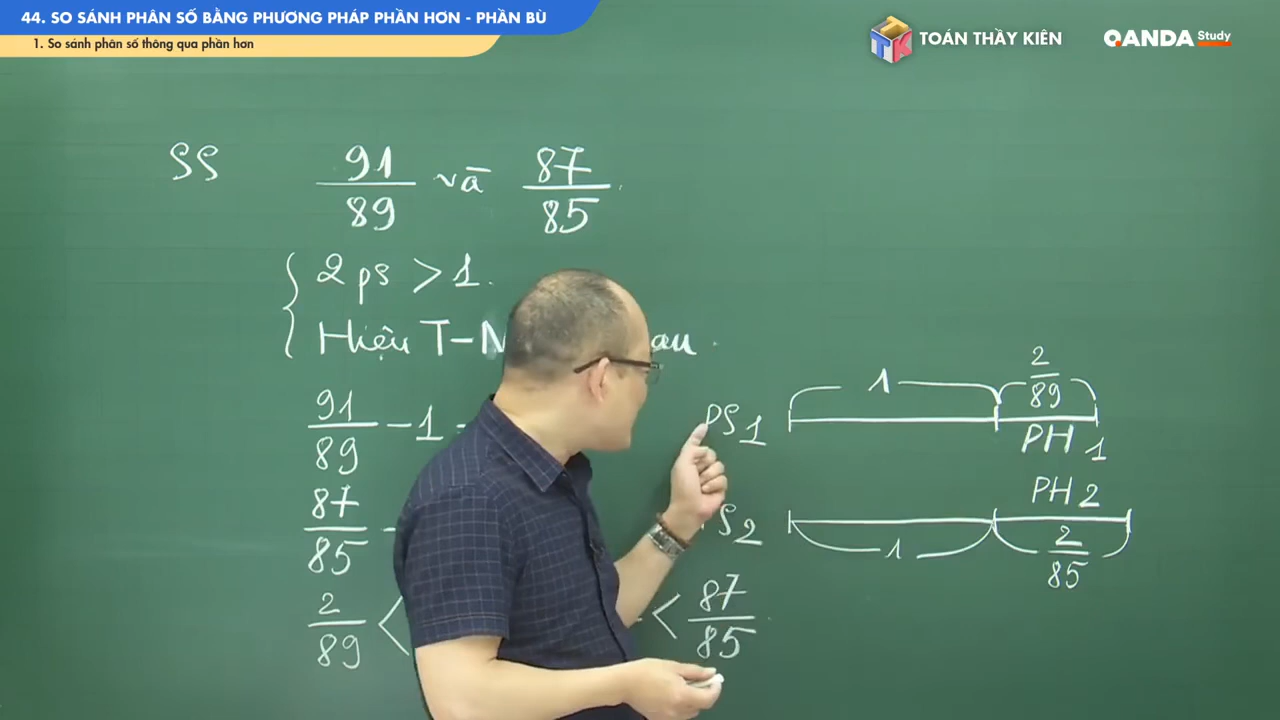 44. SO SÁNH PHÂN SỐ BẰNG PHƯƠNG PHÁP PHẦN HƠN - PHẦN BÙ
1. So sánh phân số thông qua phần hơn
TTK TOÁN THẦY KIÊN QANDA Study
SS 91/89 và 87/85
2 ps > 1.
Hiệu T-
91/89 - 1
87/85 -
2/89 <
< 87/85
PS1 1 2/89
PH1
PH2
S2 1 2/85